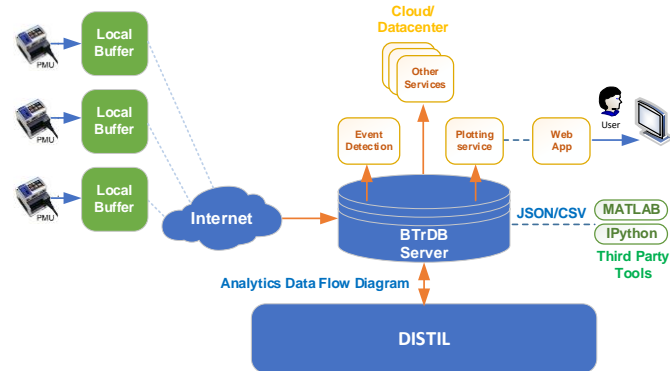 Cloud/
Datacenter
PMU
Local
Buffer
Other
Services
PMU
Local
Buffer
Event
Detection
Plotting
service
Web
App
User
PMU
Local
Buffer
Internet
BTrDB
Server
JSON/CSV
MATLAB
IPython
Third Party
Tools
Analytics Data Flow Diagram
DISTIL